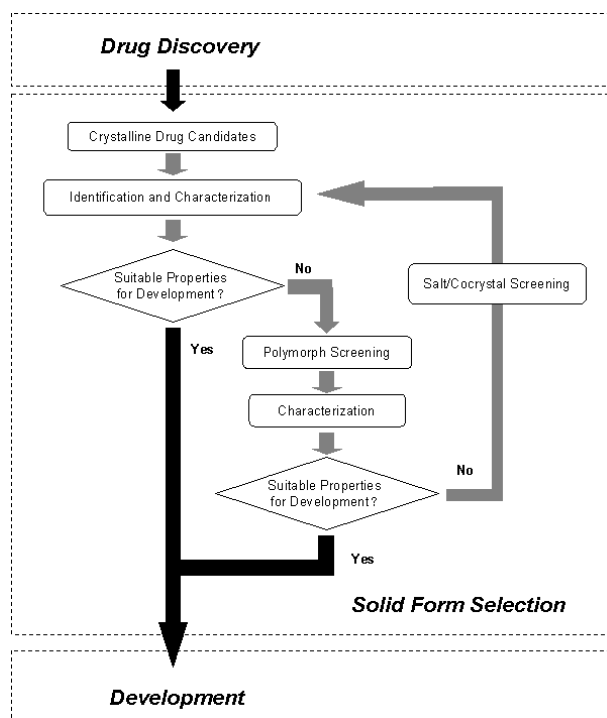 Drug Discovery
Crystalline Drug Candidates
Identification and Characterization
Suitable Properties
for Development?
No
Salt/Cocrystal Screening
Yes
Polymorph Screening
Characterization
Suitable Properties
for Development?
No
Yes
Solid Form Selection
Development